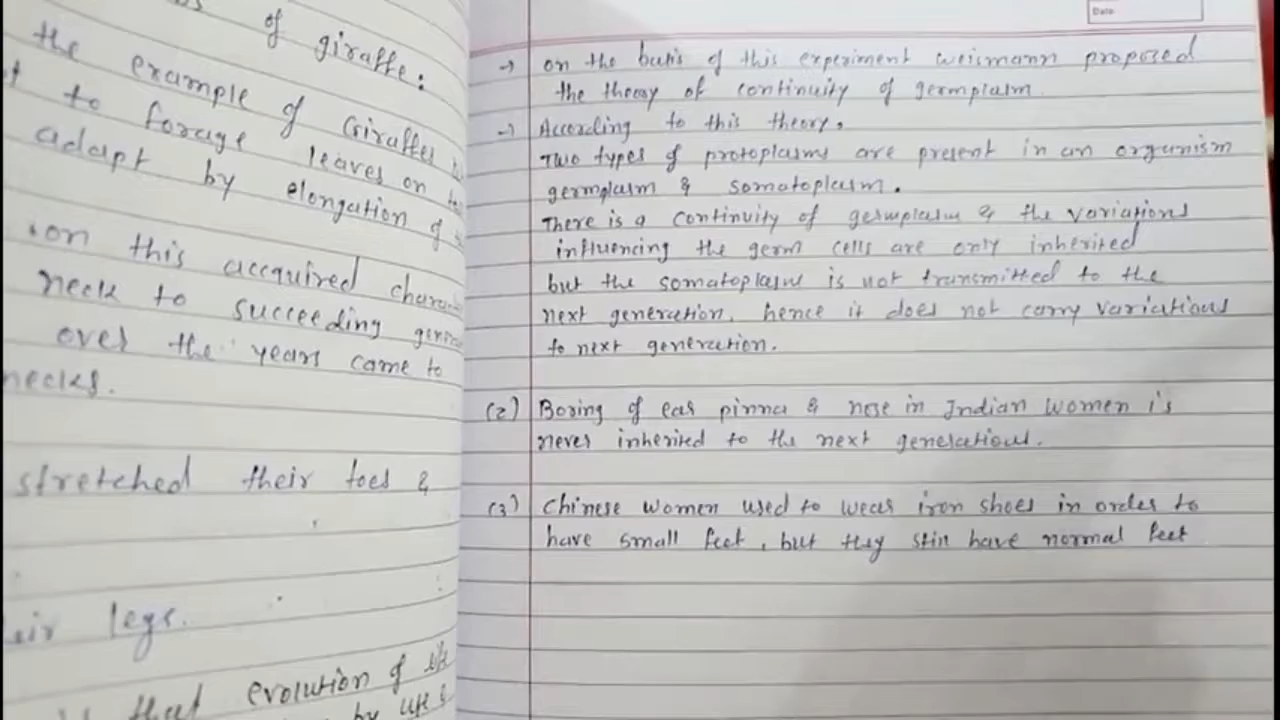 of giraffe:
the example of Giraffes
to forage leaves on
adapt by elongation of
on this accquired
neck to succeeding
over the years came to
necks.
stretched their toes &
legs.
that evolution of
by use &
Date
→ on the basis of this experiment weismann proposed
the theory of continuity of germplasm.
→ According to this theory.
Two types of protoplasms are present in an organism
germplasm & somatoplasm.
There is a continuity of germplasm & the variations
influencing the germ cells are only inherited
but the somatoplasm is not transmitted to the
next generation, hence it does not carry variations
to next generation.
(2) Boring of ear pinna & nose in Indian women is
never inherited to the next generations.
(3) Chinese women used to wear iron shoes in order to
have small feet, but they still have normal feet